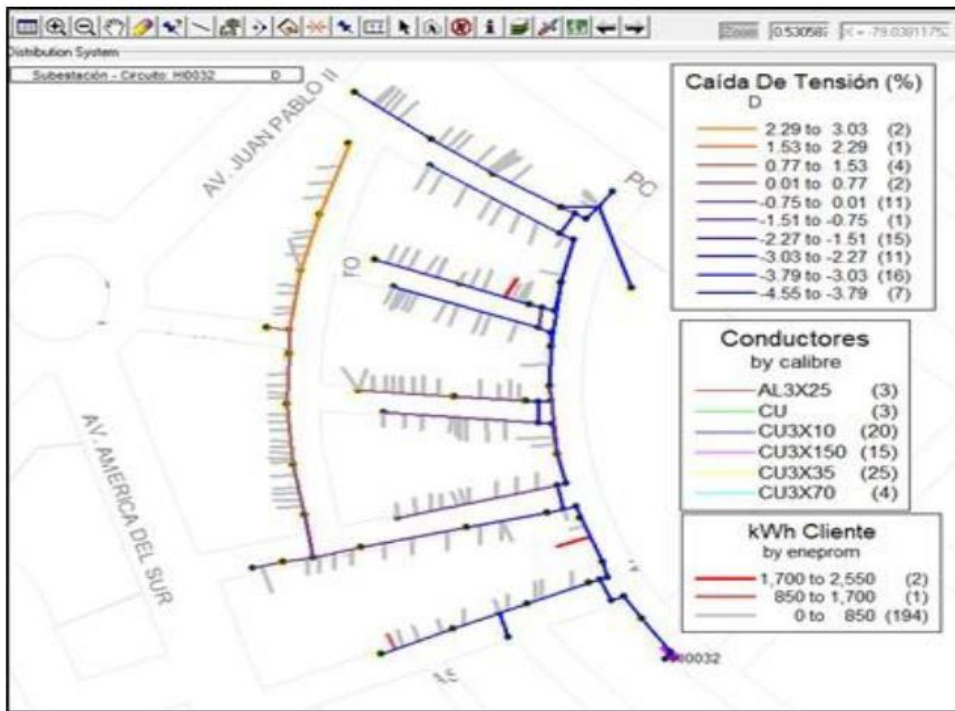 Zoom 0.53058? X = -79.0381175?
Distribution System
Subestación - Circuito: HI0032 D
AV. JUAN PABLO II
PC
TO
AV. AMERICA DEL SUR
HI0032
Caída De Tensión (%)
D
2.29 to 3.03 (2)
1.53 to 2.29 (1)
0.77 to 1.53 (4)
0.01 to 0.77 (2)
-0.75 to 0.01 (11)
-1.51 to -0.75 (1)
-2.27 to -1.51 (15)
-3.03 to -2.27 (11)
-3.79 to -3.03 (16)
-4.55 to -3.79 (7)
Conductores
by calibre
AL3X25 (3)
CU (3)
CU3X10 (20)
CU3X150 (15)
CU3X35 (25)
CU3X70 (4)
kWh Cliente
by eneprom
1,700 to 2,550 (2)
850 to 1,700 (1)
0 to 850 (194)